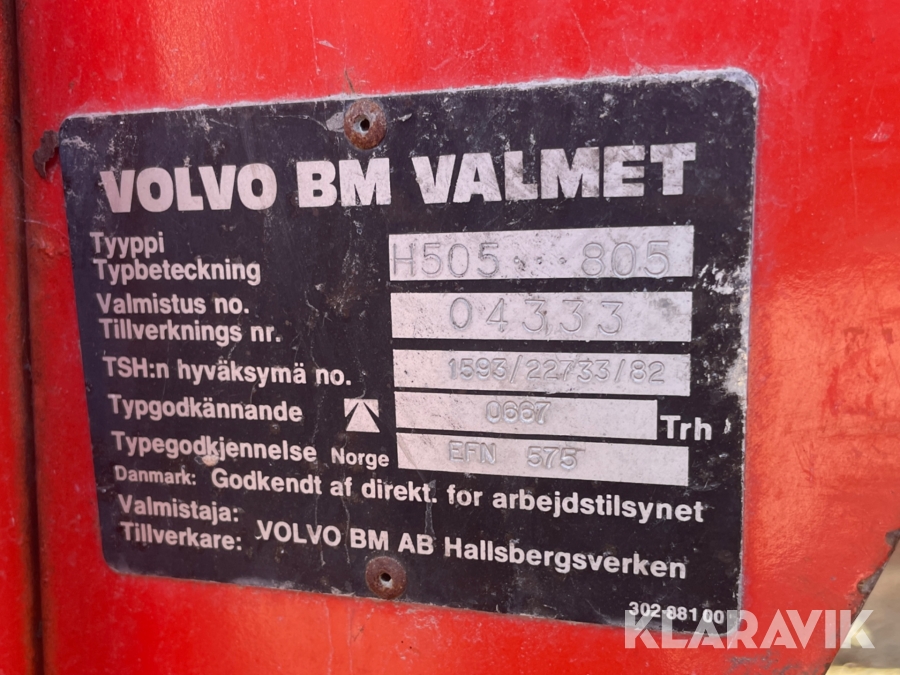 VOLVO BM VALMET
Tyyppi
Typbeteckning H505 ··· 805
Valmistus no.
Tillverknings nr. 04333
TSH:n hyväksymä no. 1593/22733/82
Typgodkännande 0667 Trh
Typegodkjennelse Norge EFN 575
Danmark: Godkendt af direkt. for arbejdstilsynet
Valmistaja:
Tillverkare: VOLVO BM AB Hallsbergsverken
302 881 00
KLARAVIK